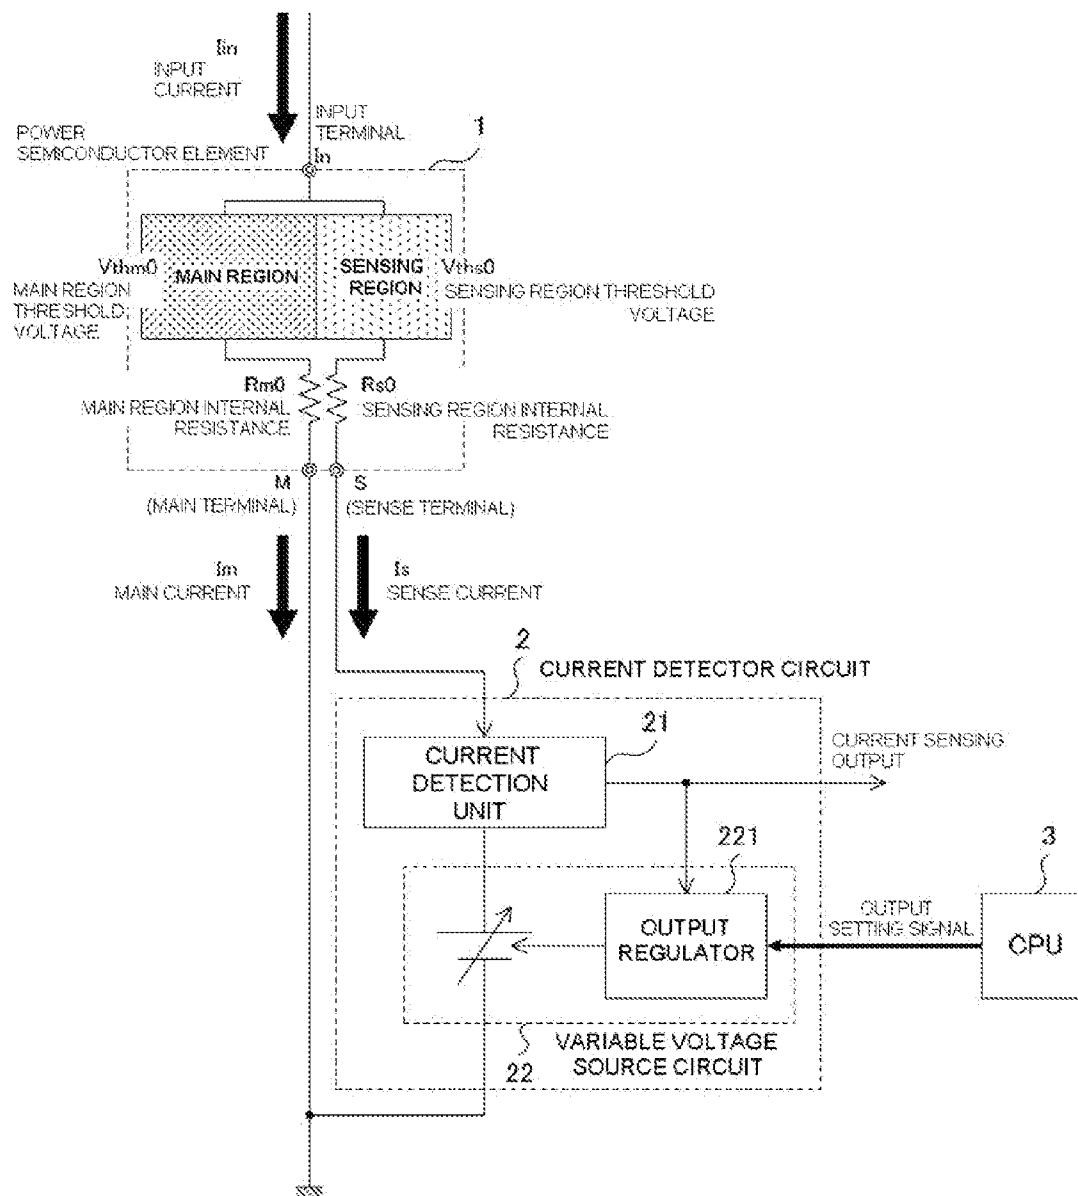 Iin
INPUT
CURRENT
INPUT
TERMINAL
POWER
SEMICONDUCTOR ELEMENT
In
1
Vthm0
MAIN REGION
THRESHOLD
VOLTAGE
MAIN REGION
SENSING
REGION
Vths0
SENSING REGION THRESHOLD
VOLTAGE
Rm0
MAIN REGION INTERNAL
RESISTANCE
Rs0
SENSING REGION INTERNAL
RESISTANCE
M
(MAIN TERMINAL)
S
(SENSE TERMINAL)
Im
MAIN CURRENT
Is
SENSE CURRENT
2
CURRENT DETECTOR CIRCUIT
21
CURRENT
DETECTION
UNIT
CURRENT SENSING
OUTPUT
221
OUTPUT
REGULATOR
OUTPUT
SETTING SIGNAL
3
CPU
22
VARIABLE VOLTAGE
SOURCE CIRCUIT